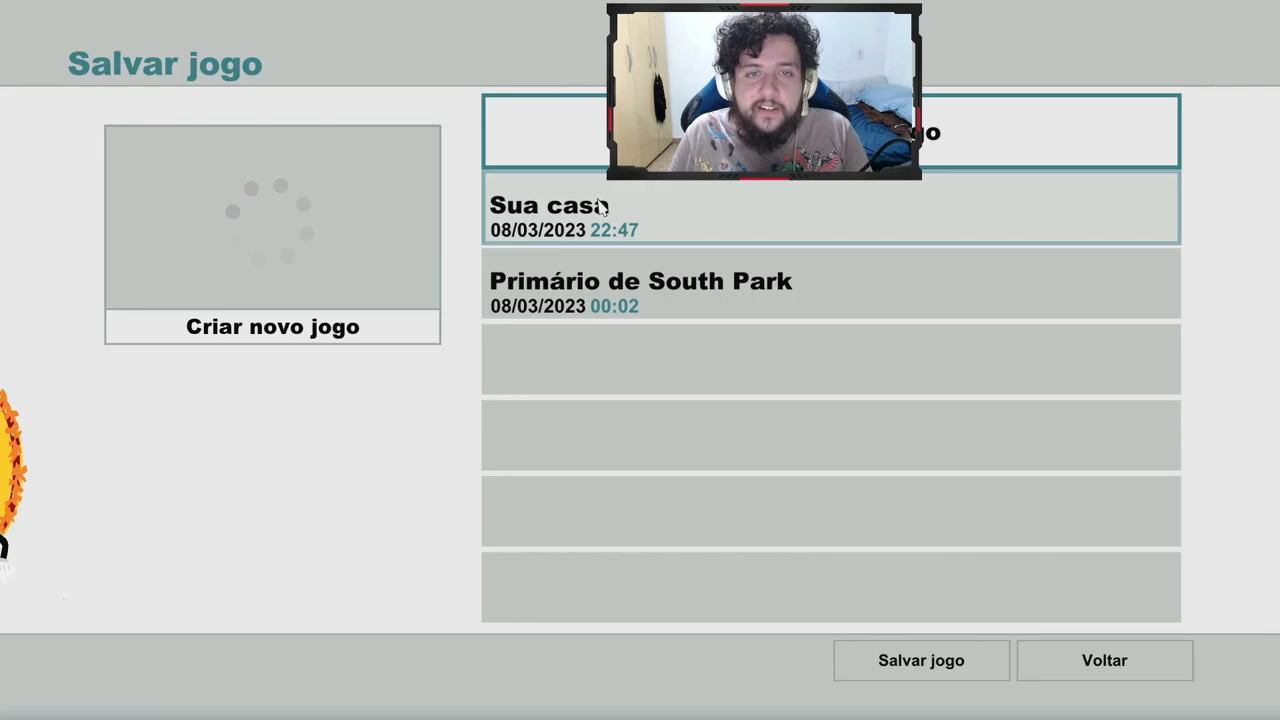 Salvar jogo
go
Sua casa
08/03/2023 22:47
Primário de South Park
08/03/2023 00:02
Criar novo jogo
Salvar jogo
Voltar